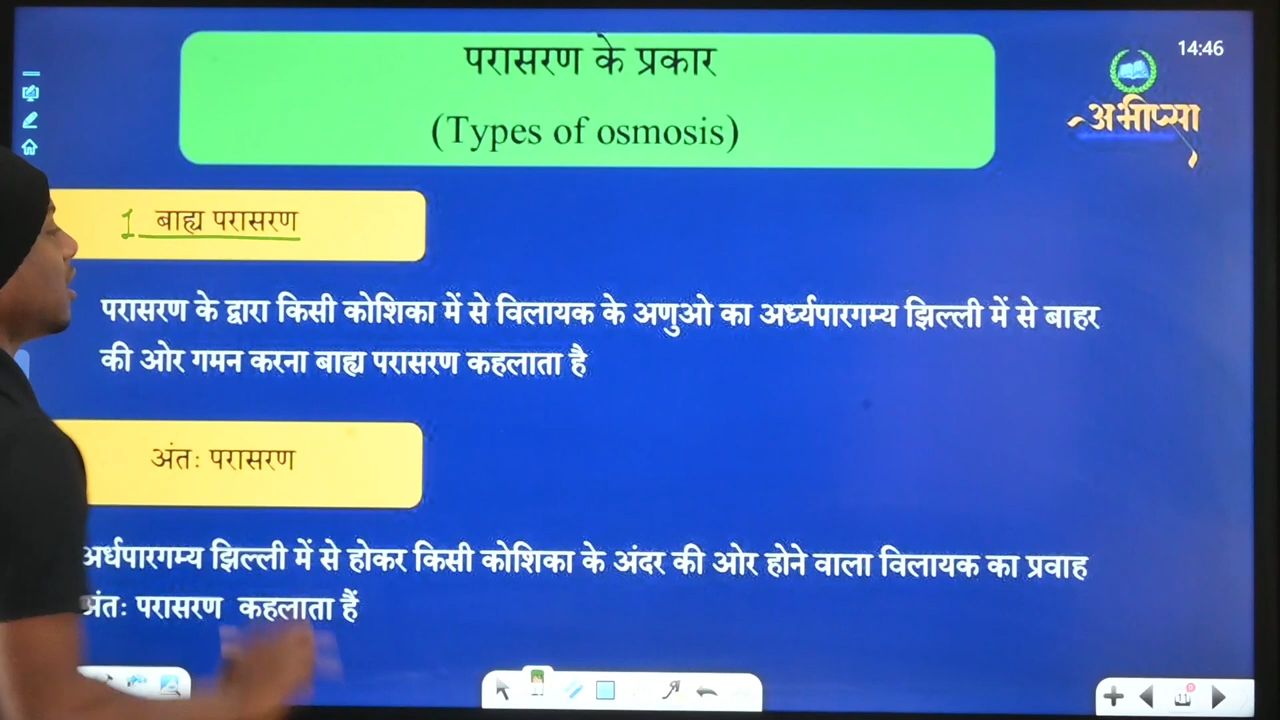 परासरण के प्रकार
(Types of osmosis)
14:46
अभीप्सा
1 बाह्य परासरण
परासरण के द्वारा किसी कोशिका में से विलायक के अणुओ का अर्ध्यपारगम्य झिल्ली में से बाहर
की ओर गमन करना बाह्य परासरण कहलाता है
अंतः परासरण
अर्धपारगम्य झिल्ली में से होकर किसी कोशिका के अंदर की ओर होने वाला विलायक का प्रवाह
अंतः परासरण कहलाता हैं
11